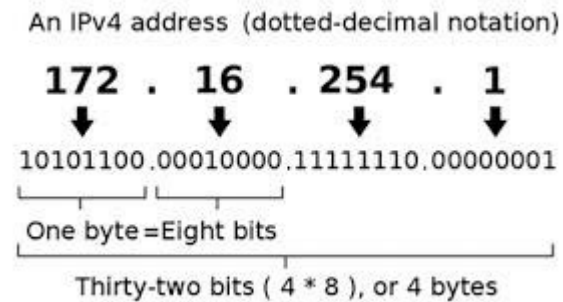 An IPv4 address (dotted-decimal notation)
172 . 16 . 254 . 1
10101100.00010000.11111110.00000001
One byte=Eight bits
Thirty-two bits ( 4 * 8 ), or 4 bytes